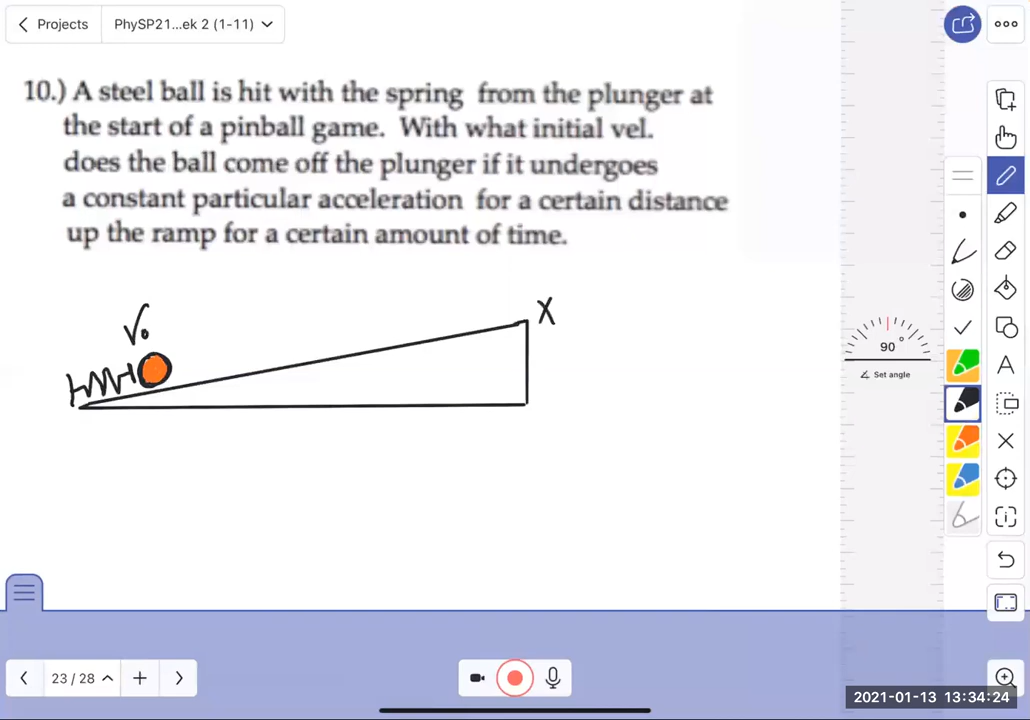 Projects
PhySP21...ek 2 (1-11)
10.) A steel ball is hit with the spring from the plunger at
the start of a pinball game. With what initial vel.
does the ball come off the plunger if it undergoes
a constant particular acceleration for a certain distance
up the ramp for a certain amount of time.
V₀
X
90°
Set angle
A
23 / 28
2021-01-13 13:34:24